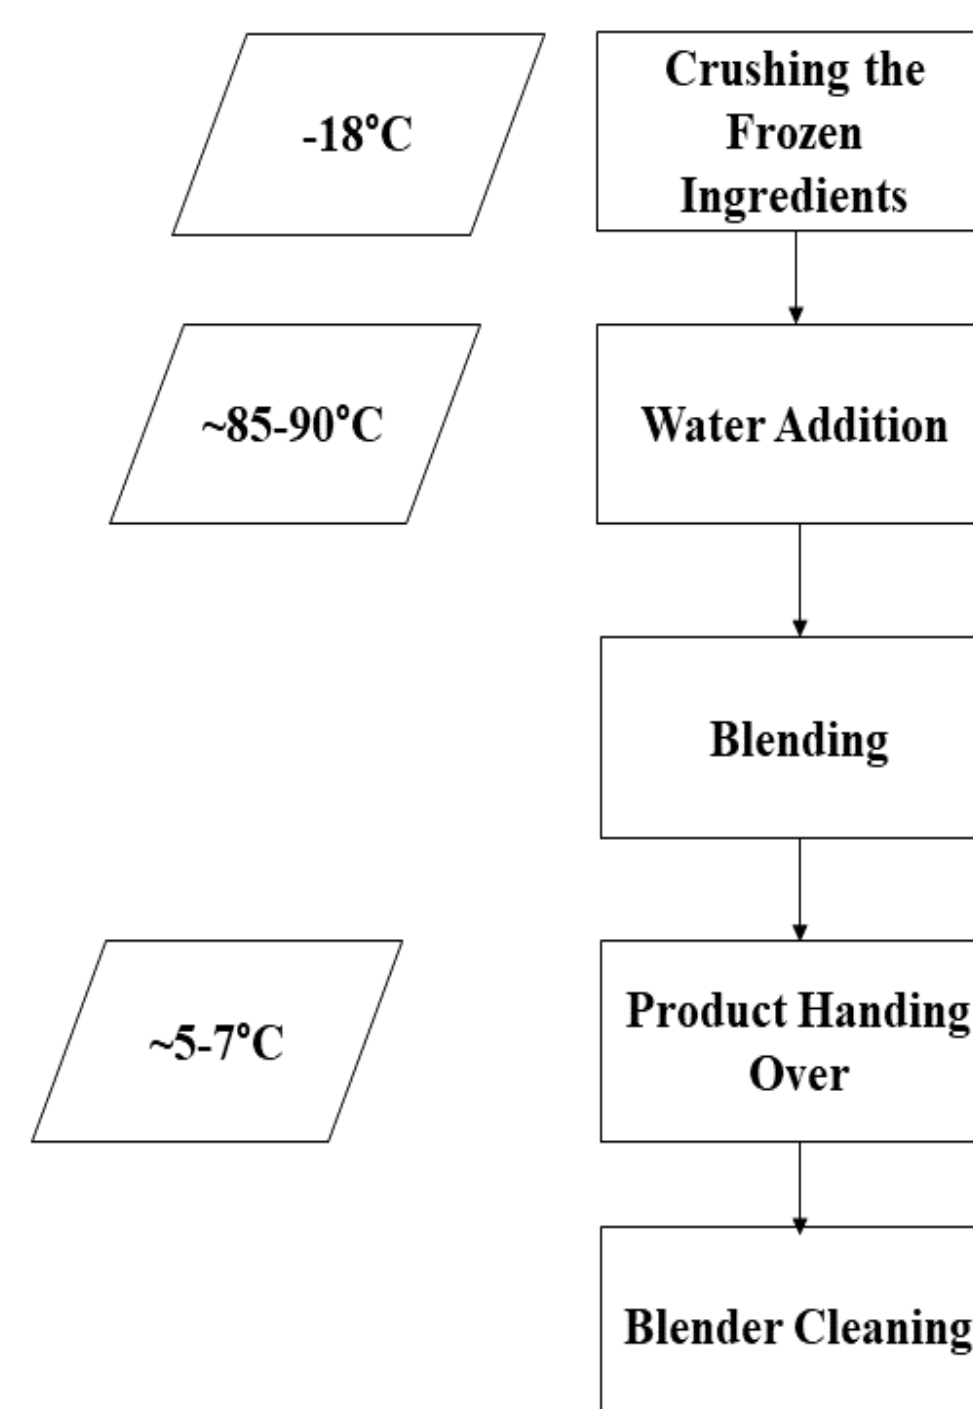 -18°C
Crushing the
Frozen
Ingredients
~85-90°C
Water Addition
Blending
~5-7°C
Product Handing
Over
Blender Cleaning